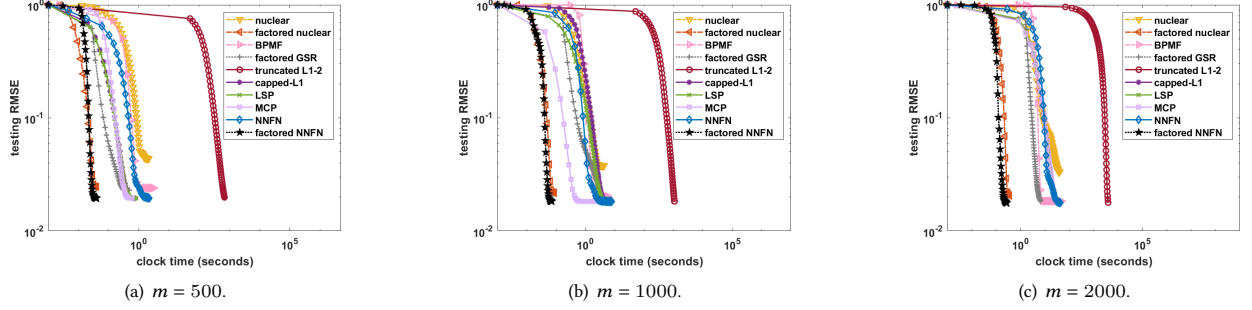 10^0
10^-1
10^-2
testing RMSE
10^0
10^5
clock time (seconds)
nuclear
factored nuclear
BPMF
factored GSR
truncated L1-2
capped-L1
LSP
MCP
NNFN
factored NNFN
(a) m = 500.
10^0
10^-1
10^-2
testing RMSE
10^0
10^5
clock time (seconds)
nuclear
factored nuclear
BPMF
factored GSR
truncated L1-2
capped-L1
LSP
MCP
NNFN
factored NNFN
(b) m = 1000.
10^0
10^-1
10^-2
testing RMSE
10^0
10^5
clock time (seconds)
nuclear
factored nuclear
BPMF
factored GSR
truncated L1-2
capped-L1
LSP
MCP
NNFN
factored NNFN
(c) m = 2000.